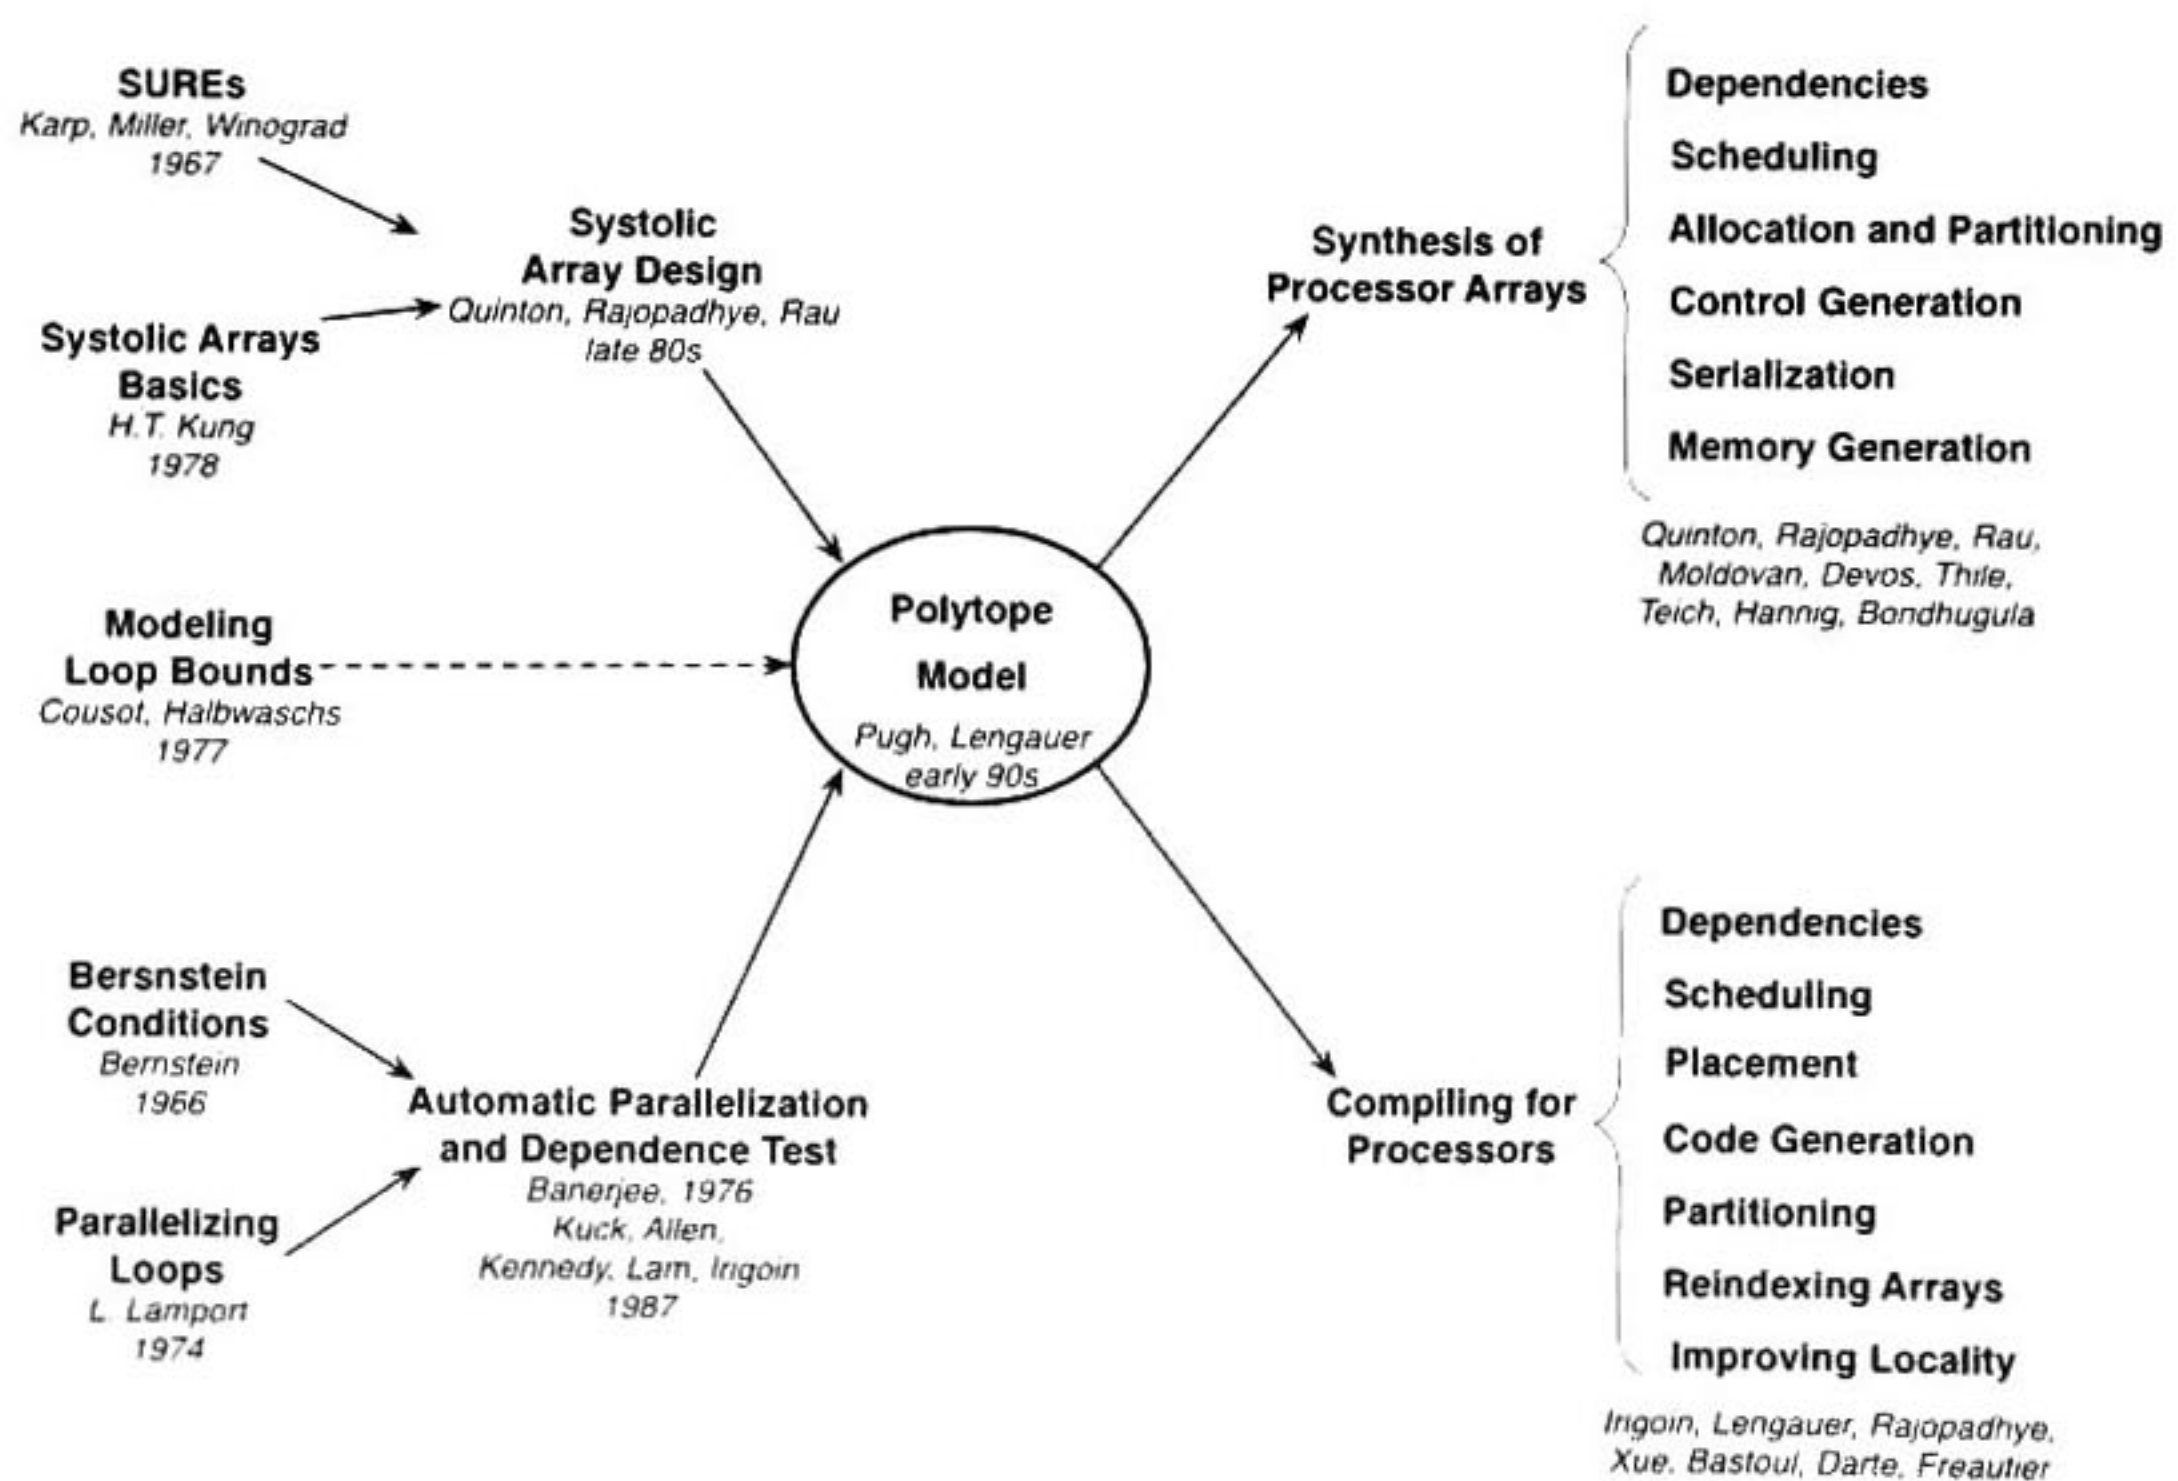 SUREs
Karp, Miller, Winograd
1967
Systolic Arrays
Basics
H.T. Kung
1978
Systolic
Array Design
Quinton, Rajopadhye, Rau
late 80s
Modeling
Loop Bounds
Cousot, Halbwaschs
1977
Bersnstein
Conditions
Bernstein
1966
Parallelizing
Loops
L. Lamport
1974
Automatic Parallelization
and Dependence Test
Banerjee, 1976
Kuck, Allen,
Kennedy, Lam, Irigoin
1987
Polytope
Model
Pugh, Lengauer
early 90s
Synthesis of
Processor Arrays
Dependencies
Scheduling
Allocation and Partitioning
Control Generation
Serialization
Memory Generation
Quinton, Rajopadhye, Rau,
Moldovan, Devos, Thile,
Teich, Hannig, Bondhugula
Compiling for
Processors
Dependencies
Scheduling
Placement
Code Generation
Partitioning
Reindexing Arrays
Improving Locality
Irigoin, Lengauer, Rajopadhye,
Xue, Bastoul, Darte, Freautier